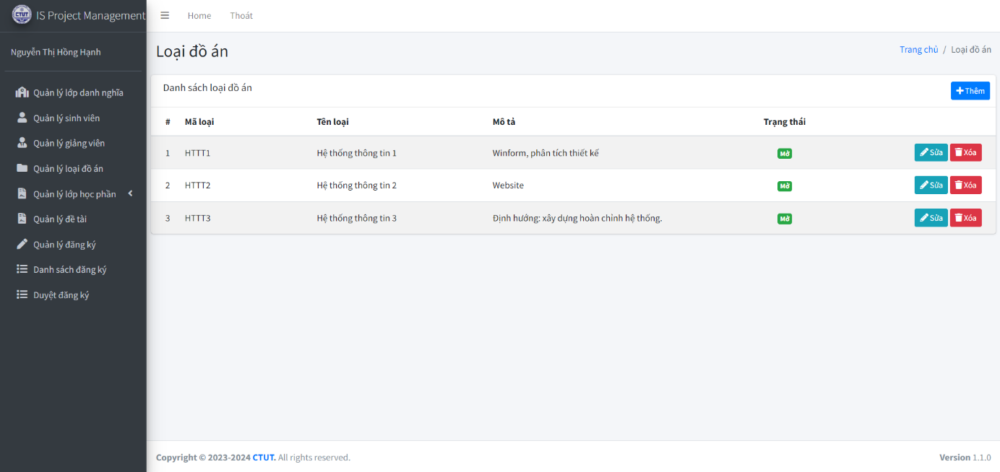 CTUT IS Project Management
Home Thoát
Nguyễn Thị Hồng Hạnh
Quản lý lớp danh nghĩa
Quản lý sinh viên
Quản lý giảng viên
Quản lý loại đồ án
Quản lý lớp học phần
Quản lý đề tài
Quản lý đăng ký
Danh sách đăng ký
Duyệt đăng ký
Loại đồ án
Trang chủ / Loại đồ án
Danh sách loại đồ án
Thêm
# Mã loại Tên loại Mô tả Trạng thái
1 HTTT1 Hệ thống thông tin 1 Winform, phân tích thiết kế Mở Sửa Xóa
2 HTTT2 Hệ thống thông tin 2 Website Mở Sửa Xóa
3 HTTT3 Hệ thống thông tin 3 Định hướng: xây dựng hoàn chỉnh hệ thống. Mở Sửa Xóa
Copyright © 2023-2024 CTUT. All rights reserved.
Version 1.1.0